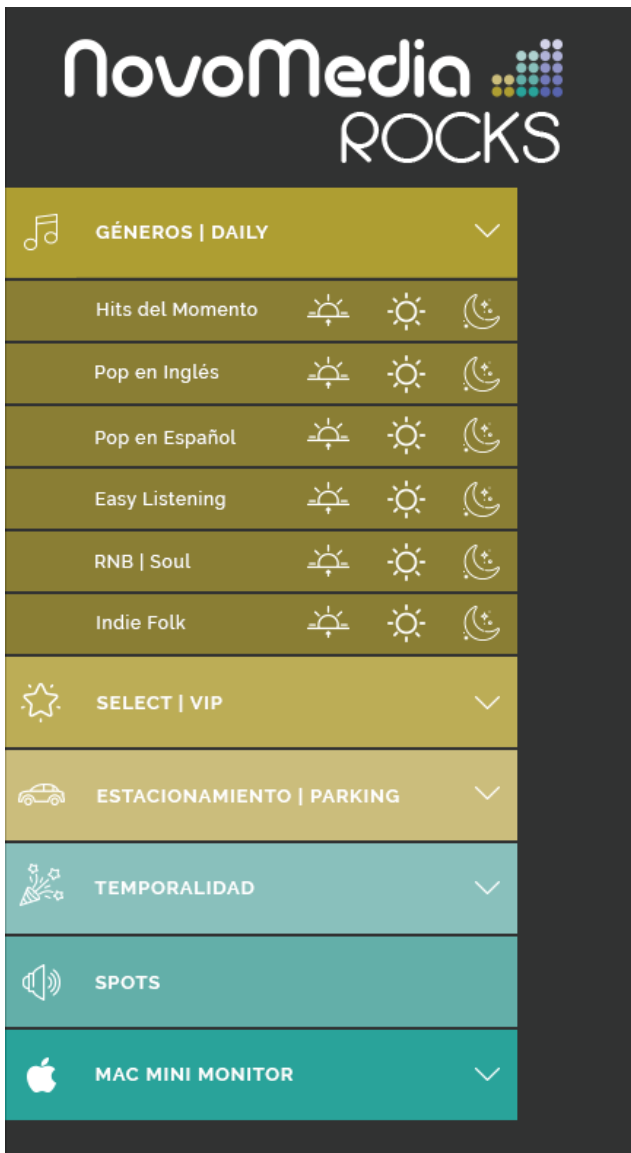 NovoMedia
ROCKS
GÉNEROS | DAILY
Hits del Momento
Pop en Inglés
Pop en Español
Easy Listening
RNB | Soul
Indie Folk
SELECT | VIP
ESTACIONAMIENTO | PARKING
TEMPORALIDAD
SPOTS
MAC MINI MONITOR